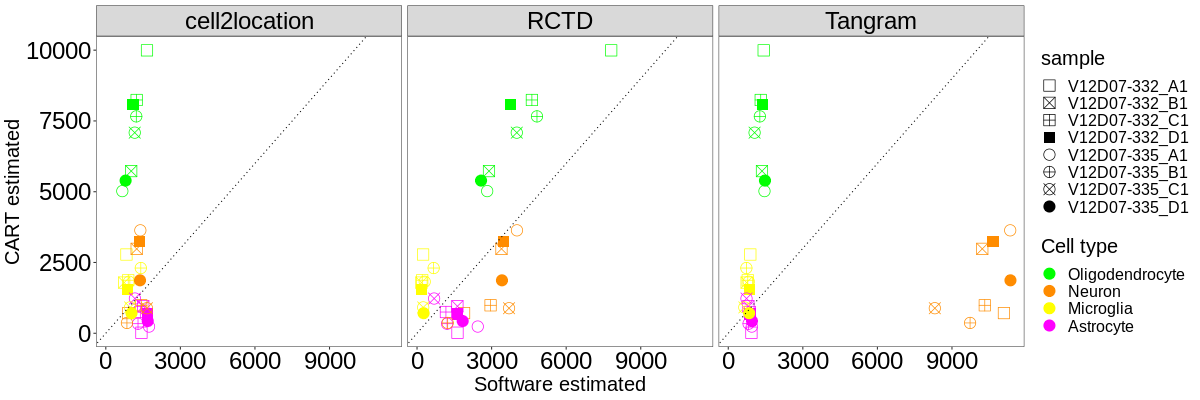 cell2location RCTD Tangram
CART estimated
10000
7500
5000
2500
0
0 3000 6000 9000 0 3000 6000 9000 0 3000 6000 9000
Software estimated
sample
V12D07-332_A1
V12D07-332_B1
V12D07-332_C1
V12D07-332_D1
V12D07-335_A1
V12D07-335_B1
V12D07-335_C1
V12D07-335_D1
Cell type
Oligodendrocyte
Neuron
Microglia
Astrocyte